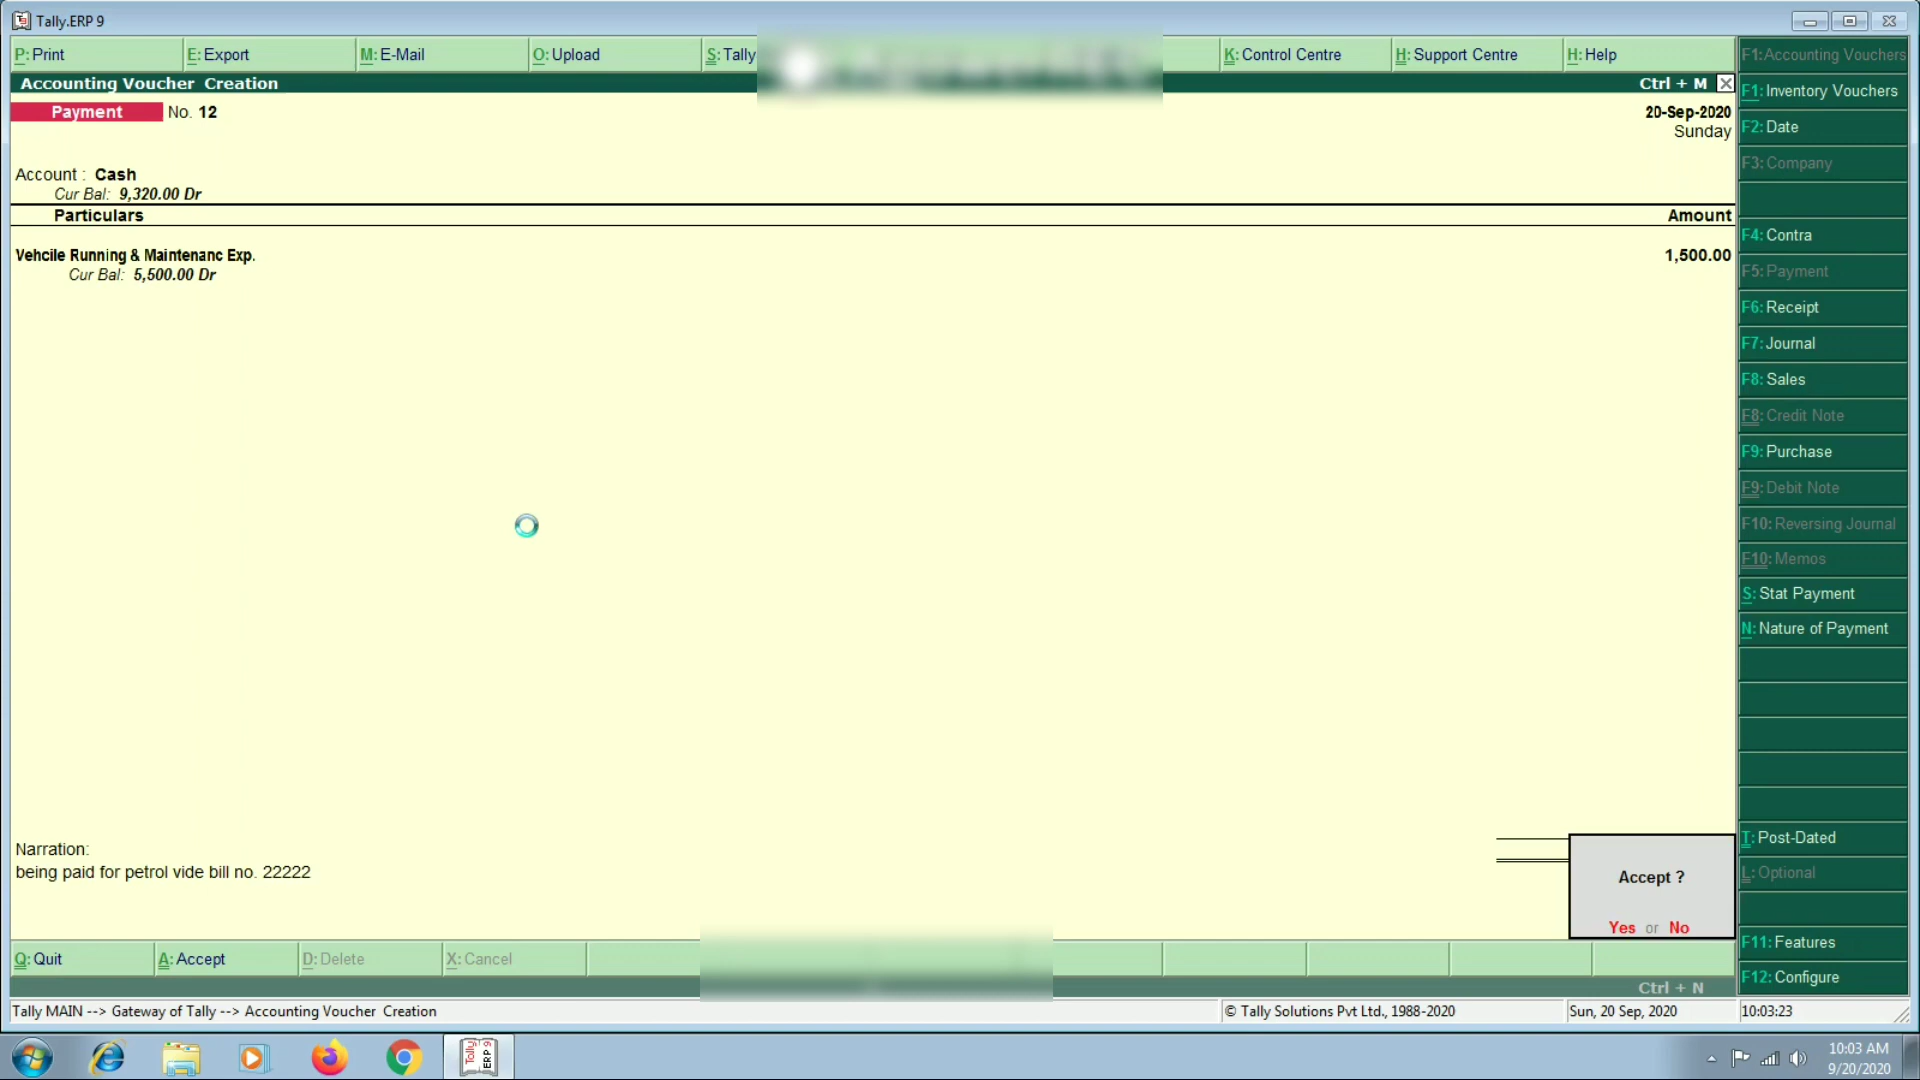 Tally.ERP 9
P: Print E: Export M: E-Mail O: Upload S: Tally K: Control Centre H: Support Centre H: Help
Accounting Voucher Creation Ctrl + M
Payment No. 12 20-Sep-2020
Sunday
Account : Cash
Cur Bal: 9,320.00 Dr
Particulars Amount
Vehcile Running & Maintenanc Exp. 1,500.00
Cur Bal: 5,500.00 Dr
Narration:
being paid for petrol vide bill no. 22222
Accept ?
Yes or No
Q: Quit A: Accept D: Delete X: Cancel
Ctrl + N
F1: Accounting Vouchers
F1: Inventory Vouchers
F2: Date
F3: Company
F4: Contra
F5: Payment
F6: Receipt
F7: Journal
F8: Sales
F8: Credit Note
F9: Purchase
F9: Debit Note
F10: Reversing Journal
F10: Memos
S: Stat Payment
N: Nature of Payment
T: Post-Dated
L: Optional
F11: Features
F12: Configure
Tally MAIN --> Gateway of Tally --> Accounting Voucher Creation © Tally Solutions Pvt Ltd., 1988-2020 Sun, 20 Sep, 2020 10:03:23
Tally
ERP 9
10:03 AM
9/20/2020